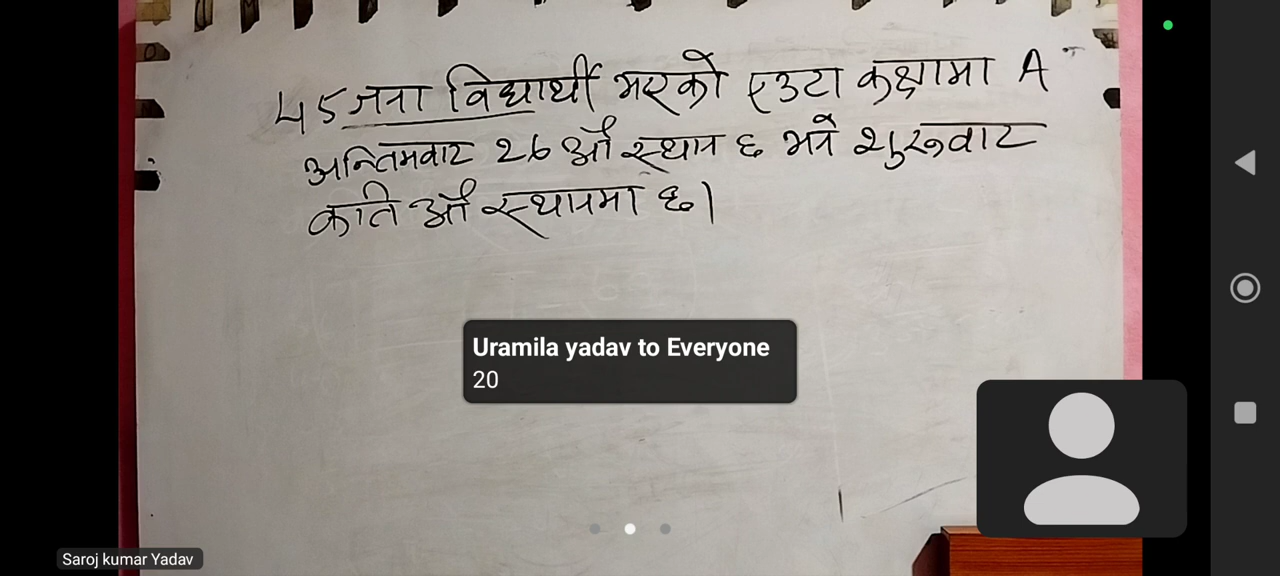 45 जना विद्यार्थी भएको एउटा कक्षामा A
अन्तिमबाट 26 औं स्थान छ भने शुरूवाट
कति औं स्थानमा छ।
Uramila yadav to Everyone
20
Saroj kumar Yadav